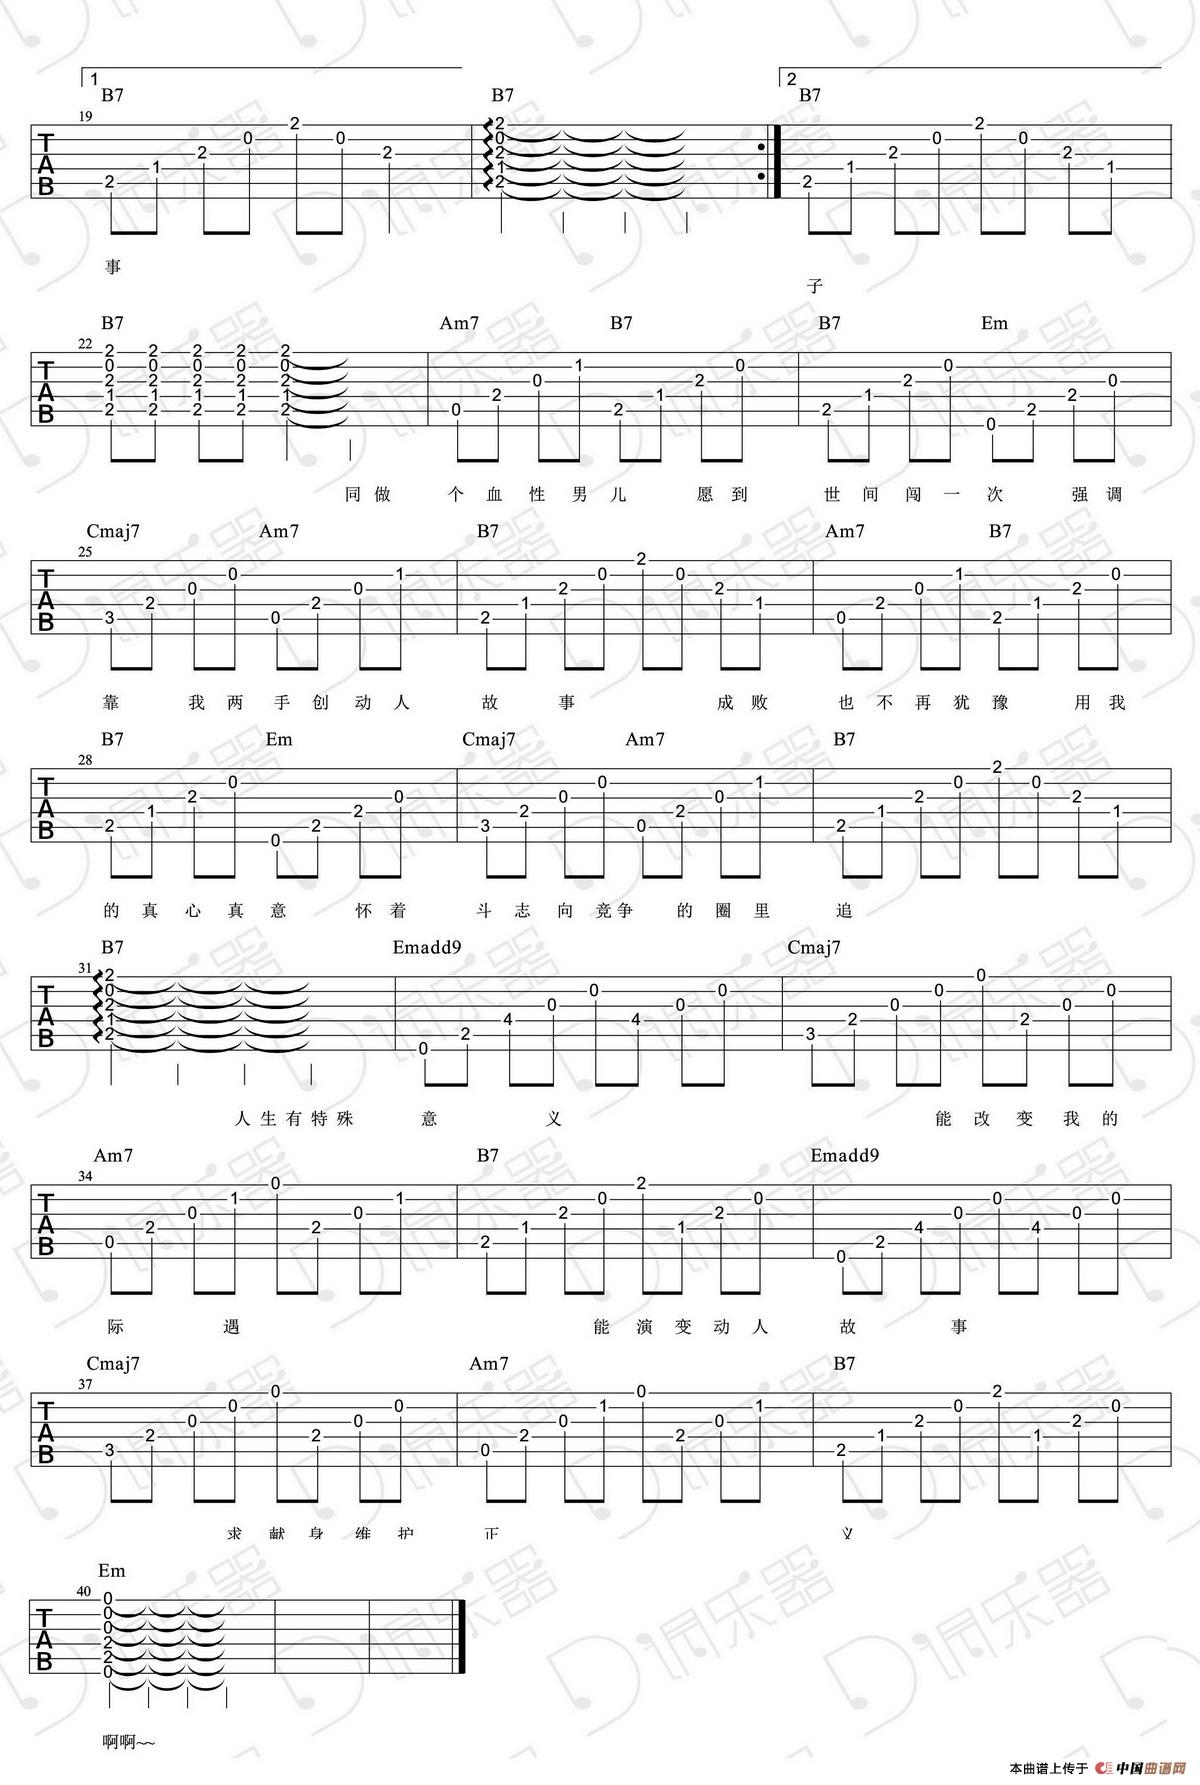 1 2
B7 B7 B7
19
事 子
B7 Am7 B7 B7 Em
22
同做 个血性男儿 愿到 世间闯一次 强调
Cmaj7 Am7 B7 Am7 B7
25
靠 我两手创动人 故事 成败 也不再犹豫 用我
B7 Em Cmaj7 Am7 B7
28
的真心真意 怀着 斗志向竞争 的圈里 追
B7 Emadd9 Cmaj7
31
人生有特殊 意义 能改变我的
Am7 B7 Emadd9
34
际遇 能演变动人 故事
Cmaj7 Am7 B7
37
求献身维护 正义
Em
40
啊啊~~
本曲谱上传于 中国曲谱网